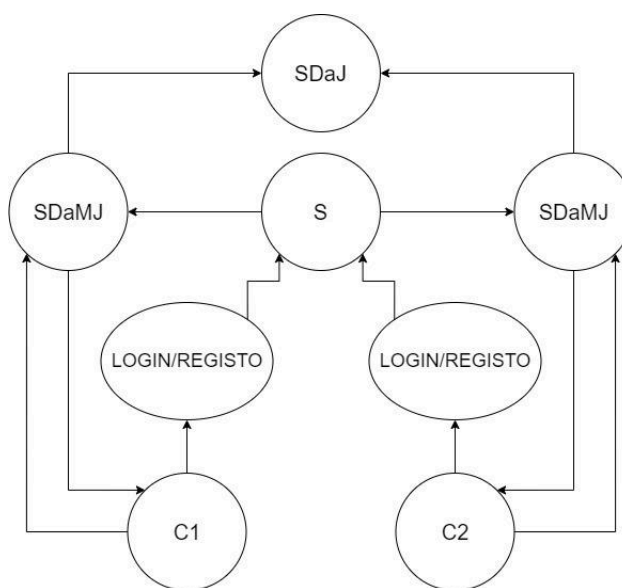 SDaJ
SDaMJ
S
SDaMJ
LOGIN/REGISTO
LOGIN/REGISTO
C1
C2